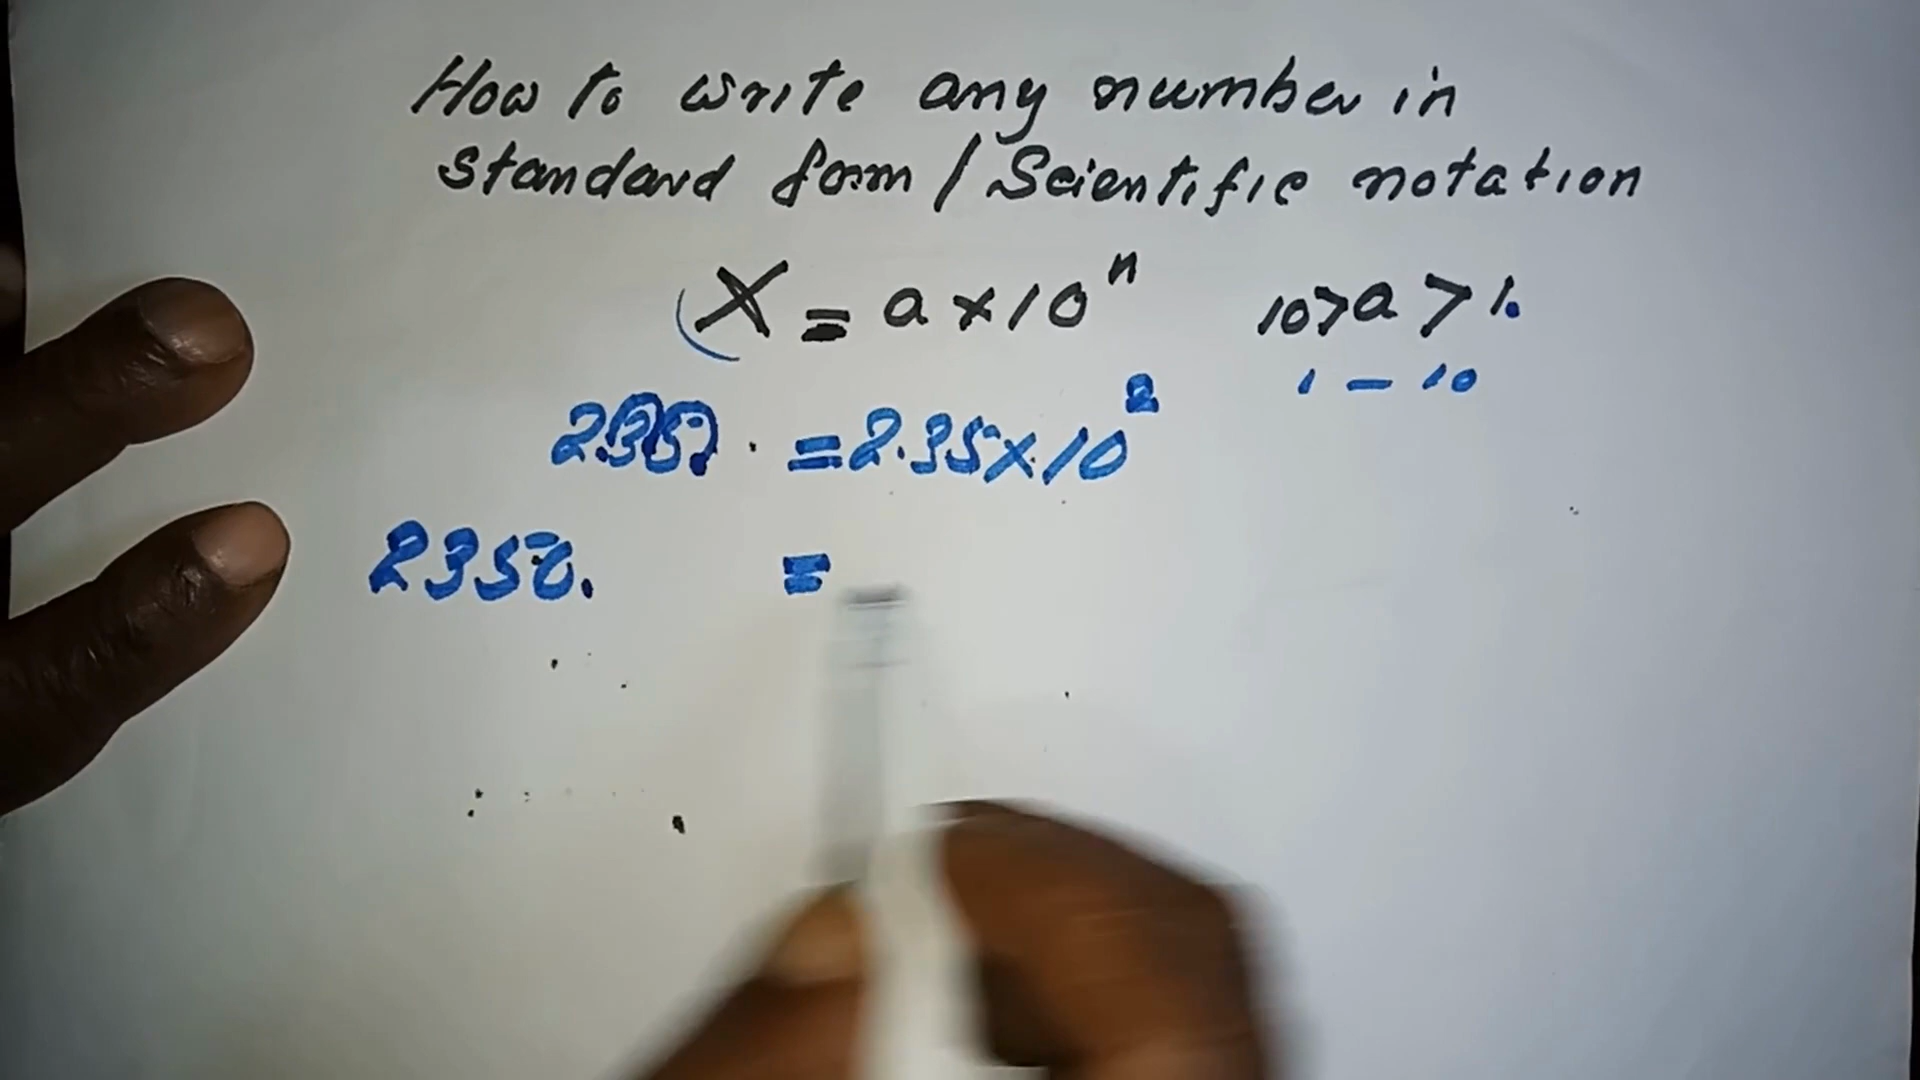 How to write any number in
standard form / Scientific notation
X = a x 10ⁿ 10 > a > 1.
1 - 10
235. = 2.35 x 10²
2350. =